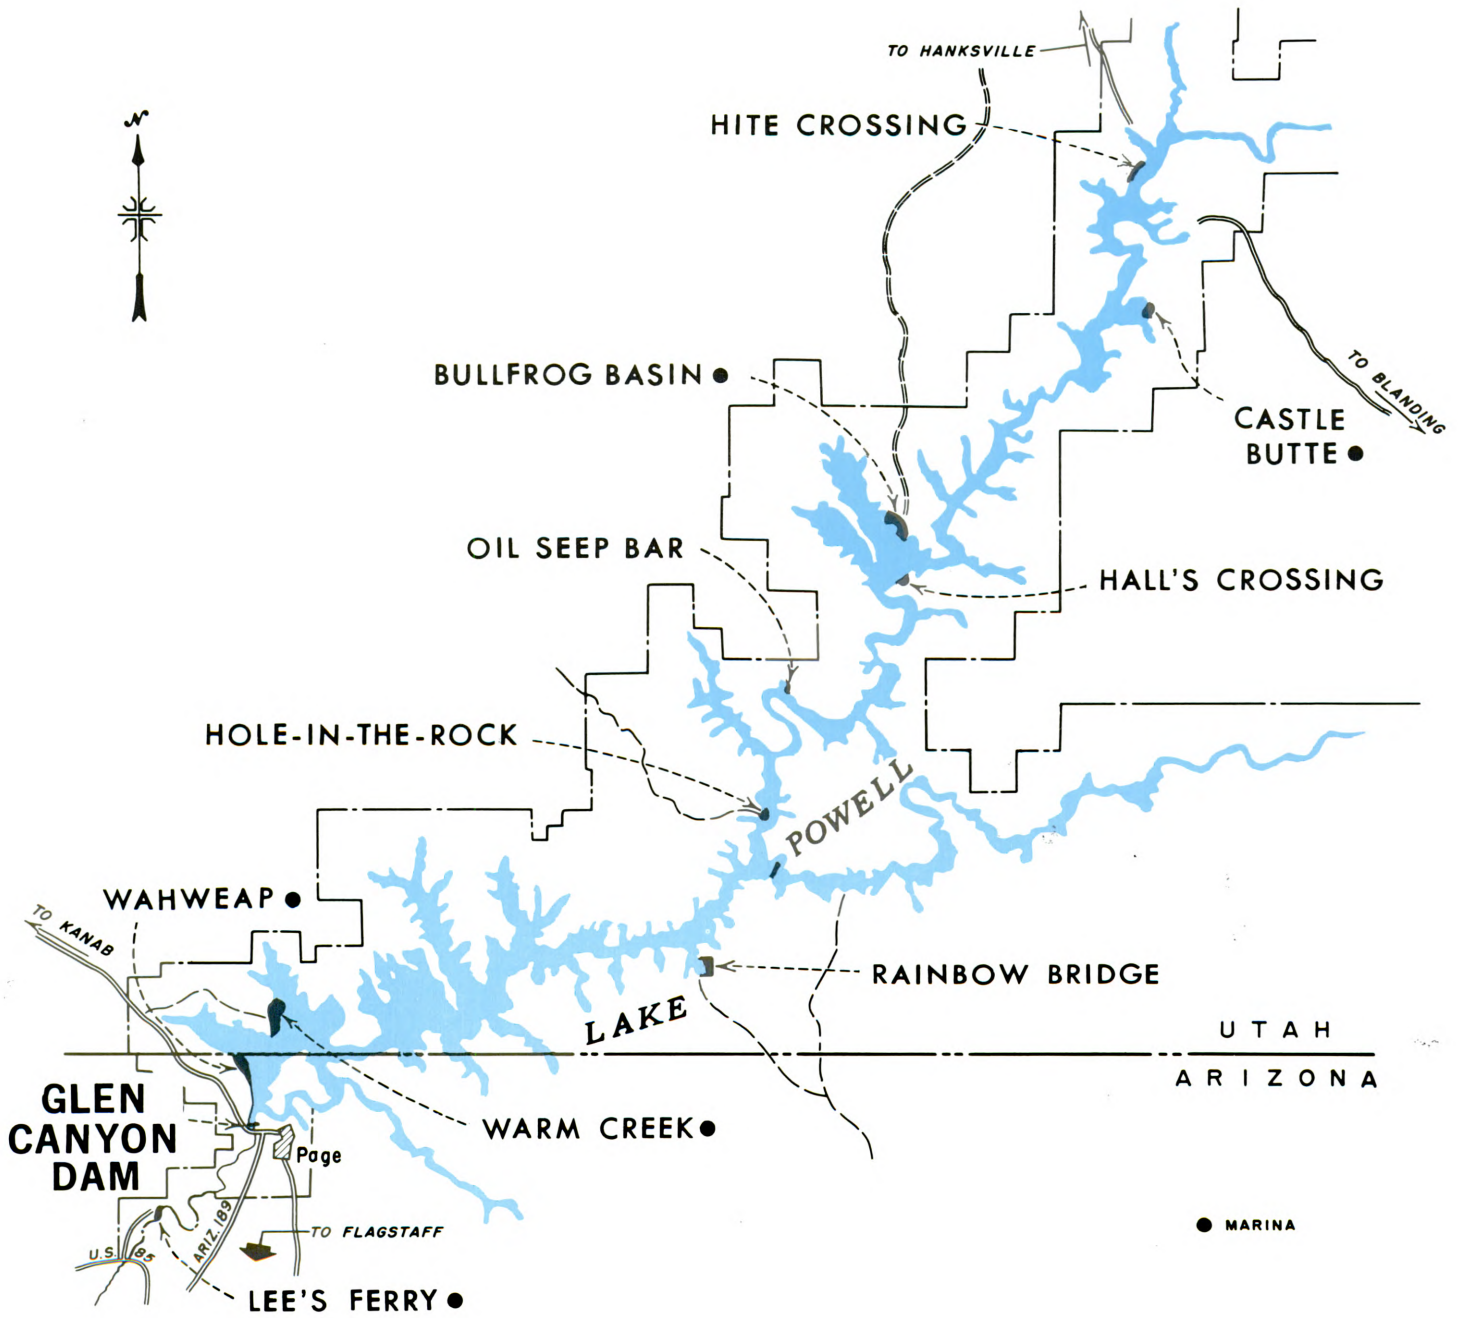 TO HANKSVILLE
N
HITE CROSSING
BULLFROG BASIN
TO BLANDING
CASTLE
BUTTE
OIL SEEP BAR
HALL'S CROSSING
HOLE-IN-THE-ROCK
POWELL
WAHWEAP
TO KANAB
RAINBOW BRIDGE
LAKE
UTAH
ARIZONA
GLEN
CANYON
DAM
WARM CREEK
Page
ARIZ. 189
TO FLAGSTAFF
MARINA
U.S. 85
LEE'S FERRY